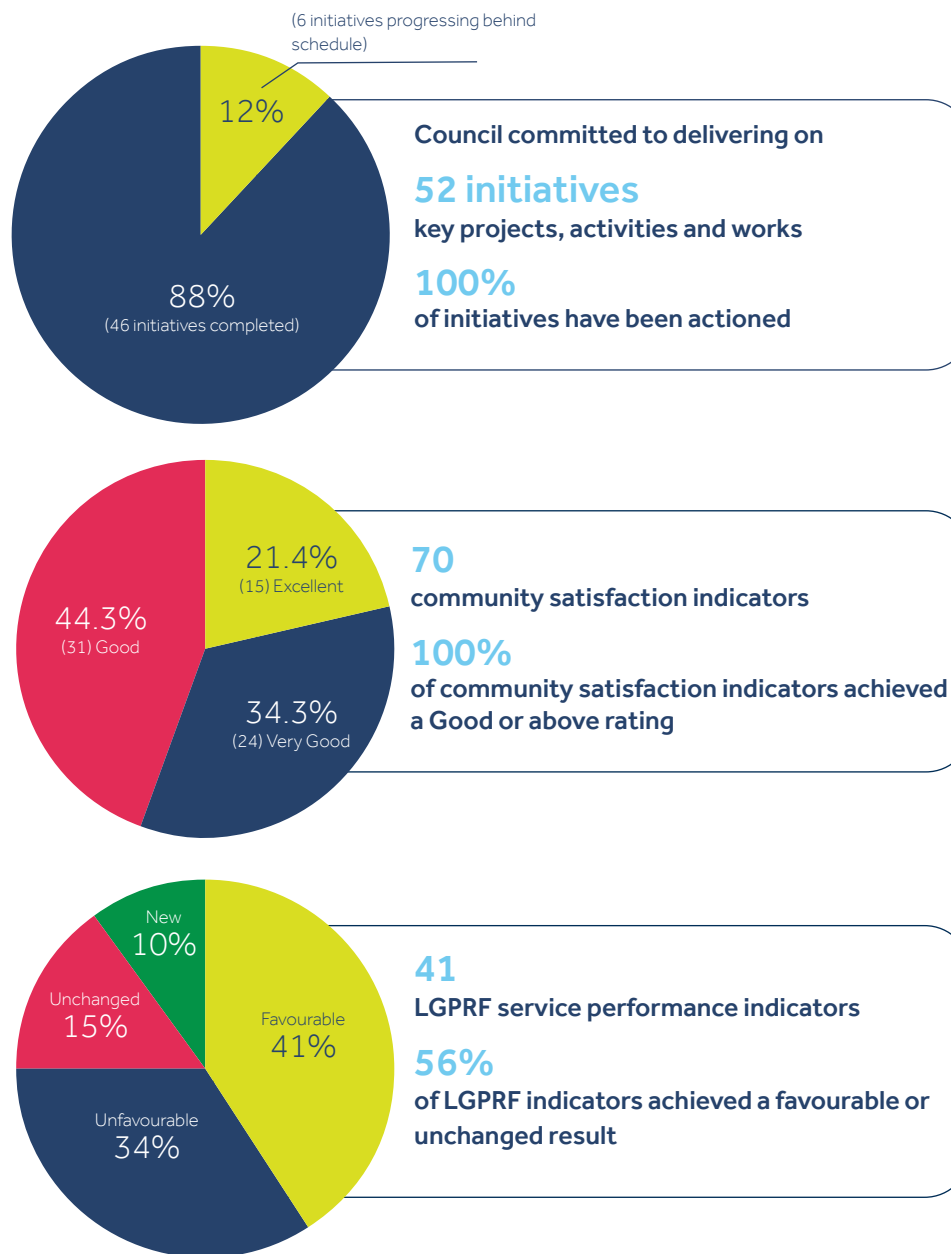 (6 initiatives progressing behind
schedule)
12%
88%
(46 initiatives completed)
Council committed to delivering on
52 initiatives
key projects, activities and works
100%
of initiatives have been actioned
21.4%
(15) Excellent
44.3%
(31) Good
34.3%
(24) Very Good
70
community satisfaction indicators
100%
of community satisfaction indicators achieved
a Good or above rating
New
10%
Unchanged
15%
Favourable
41%
Unfavourable
34%
41
LGPRF service performance indicators
56%
of LGPRF indicators achieved a favourable or
unchanged result